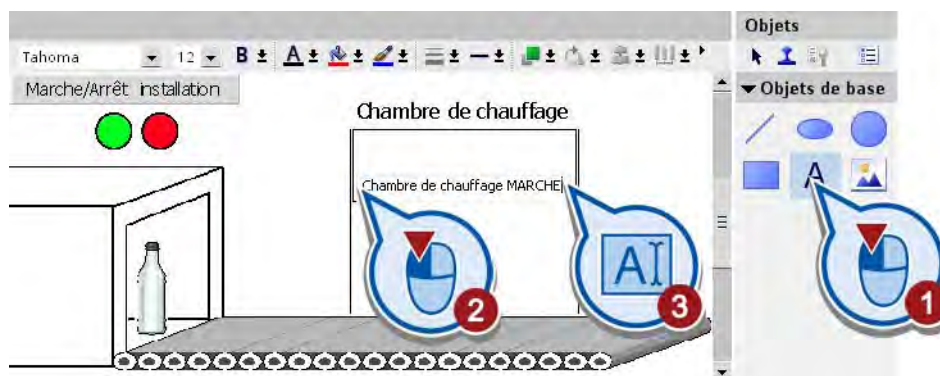 Objets
Tahoma 12 B A
Objets de base
Marche/Arrêt installation
Chambre de chauffage
A
Chambre de chauffage MARCHE
A
2
3
1